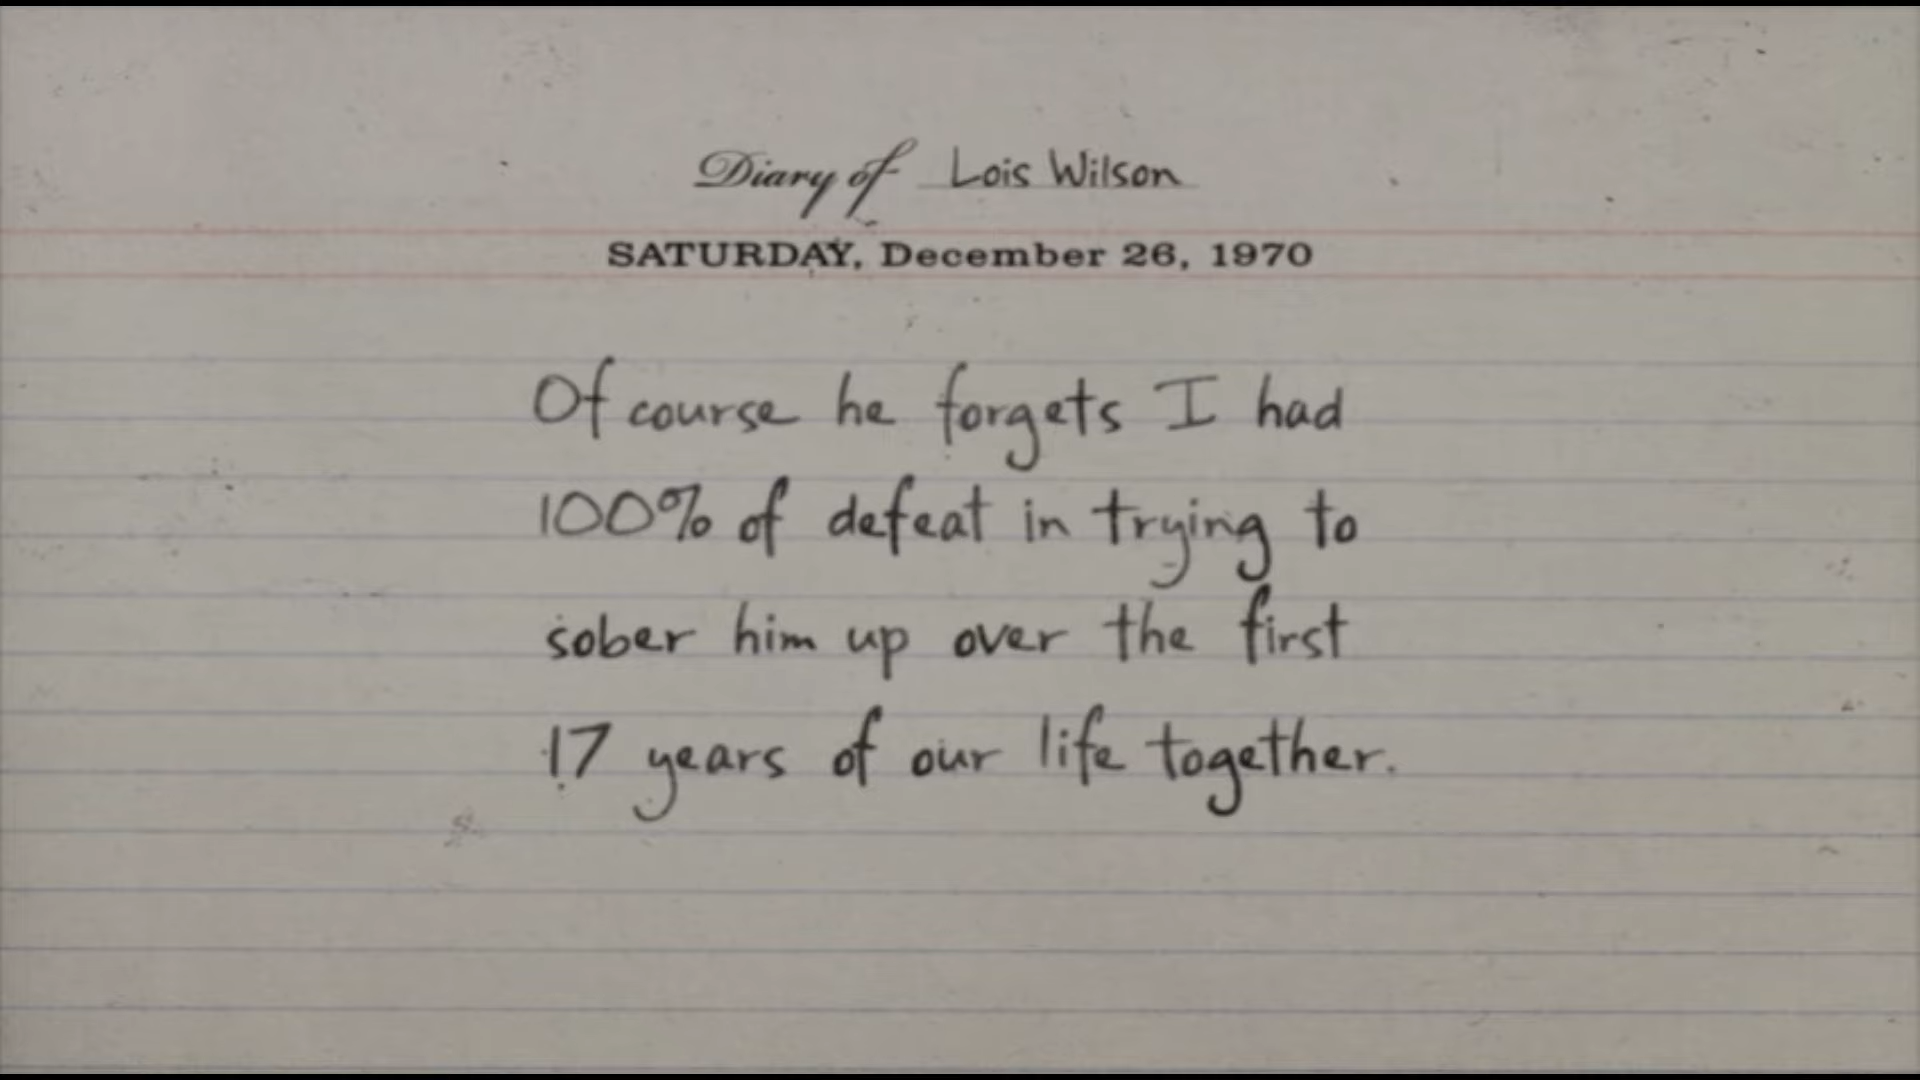 Diary of Lois Wilson
SATURDAY, December 26, 1970
Of course he forgets I had
100% of defeat in trying to
sober him up over the first
17 years of our life together.